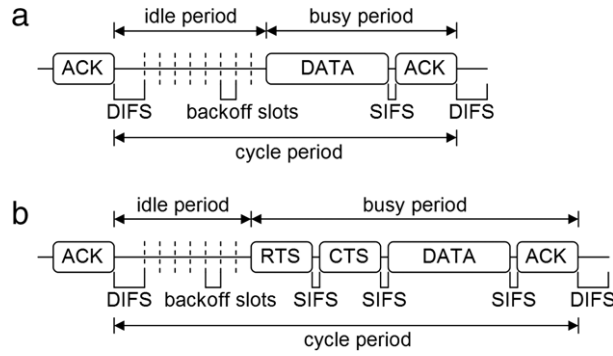 a
idle period busy period
ACK DATA ACK
DIFS backoff slots SIFS DIFS
cycle period
b
idle period busy period
ACK RTS CTS DATA ACK
DIFS backoff slots SIFS SIFS SIFS DIFS
cycle period